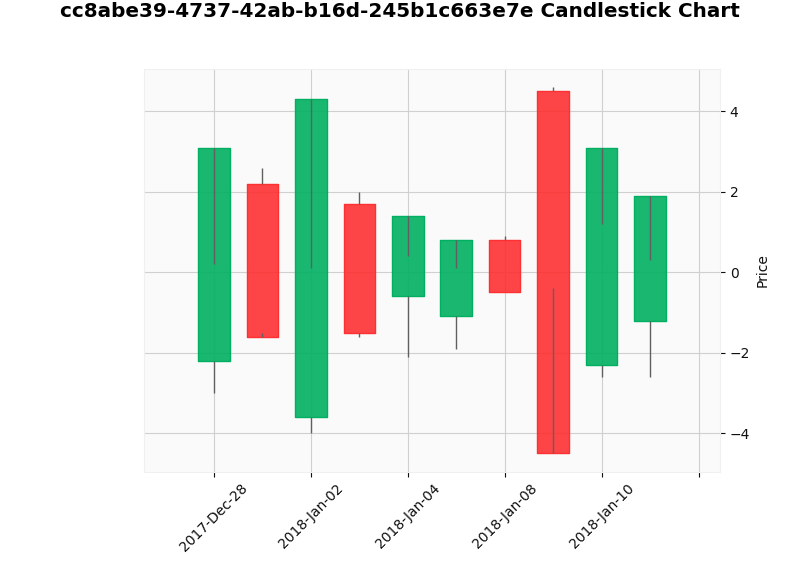 cc8abe39-4737-42ab-b16d-245b1c663e7e Candlestick Chart
4
2
0
−2
−4
Price
2017-Dec-28
2018-Jan-02
2018-Jan-04
2018-Jan-08
2018-Jan-10